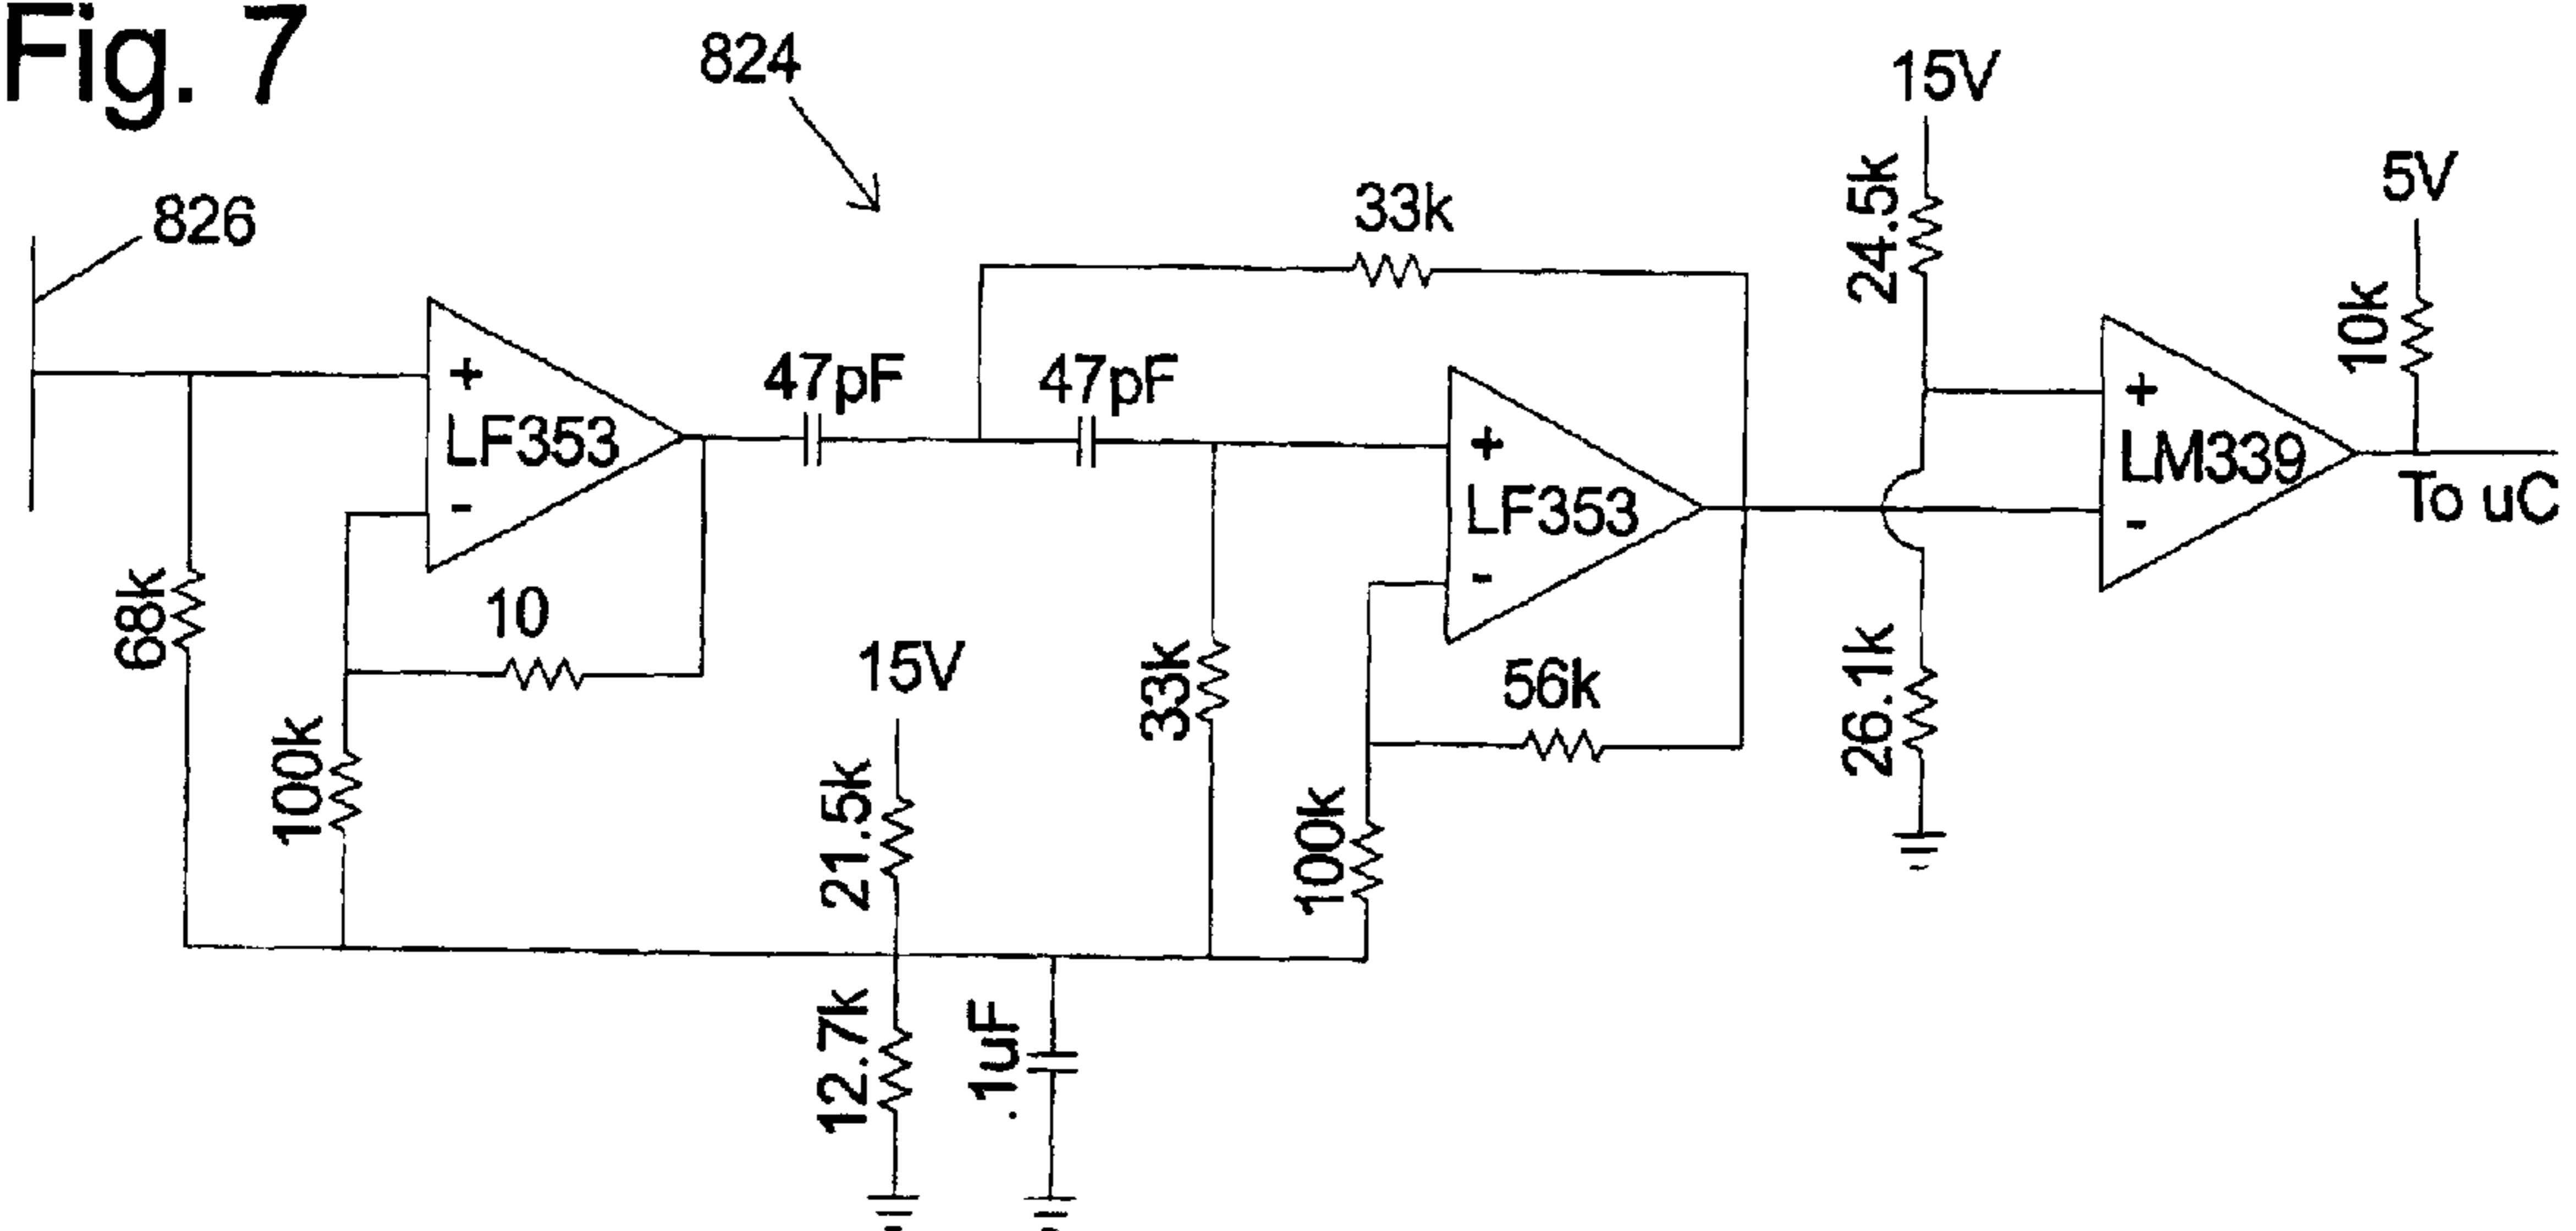 Fig. 7
824
826
15V
24.5k
5V
10k
33k
47pF
47pF
+
LF353
-
+
LF353
-
+
LM339
-
To uC
68k
10
100k
15V
21.5k
33k
56k
100k
26.1k
12.7k
.1uF